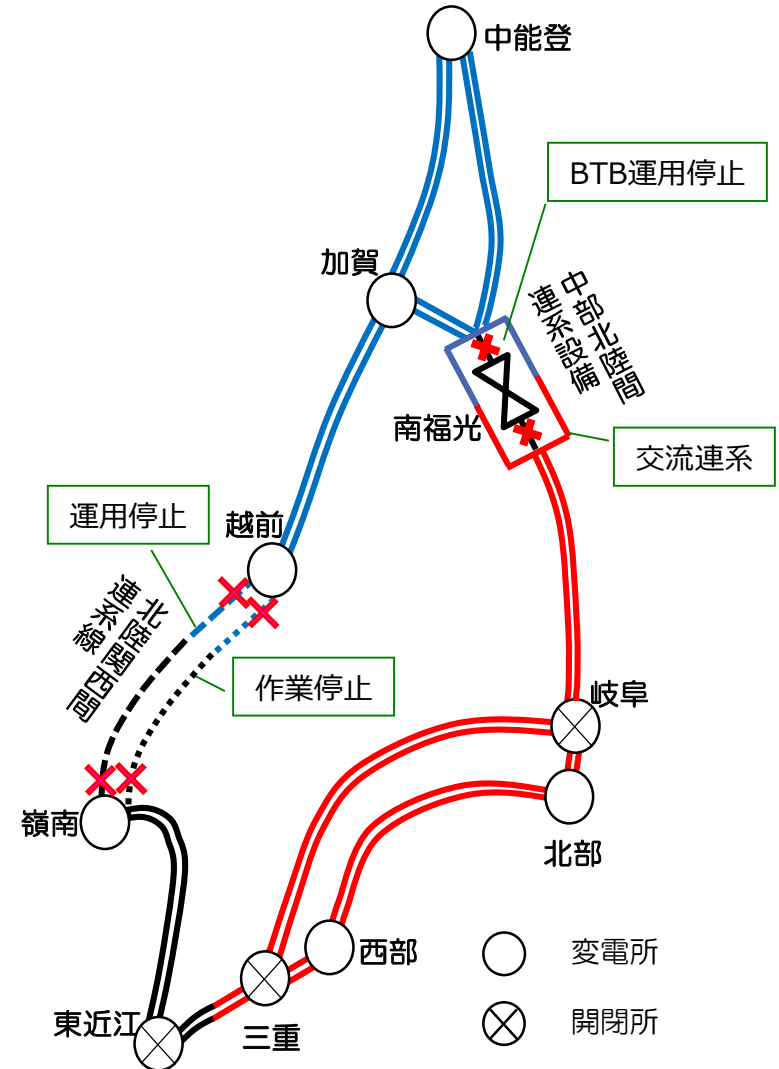 中能登
BTB運用停止
加賀
中部北陸間
連系設備
南福光
交流連系
運用停止
越前
北陸関西間
連系線
作業停止
岐阜
嶺南
北部
西部
変電所
東近江
三重
開閉所